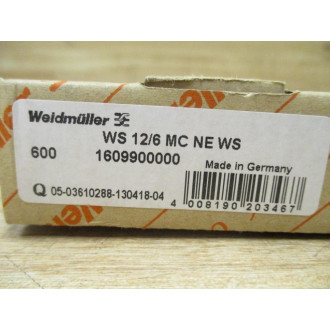 Weidmüller
WS 12/6 MC NE WS
600 1609900000
Made in Germany
Q 05-03610288-130418-04
4 008190 203467